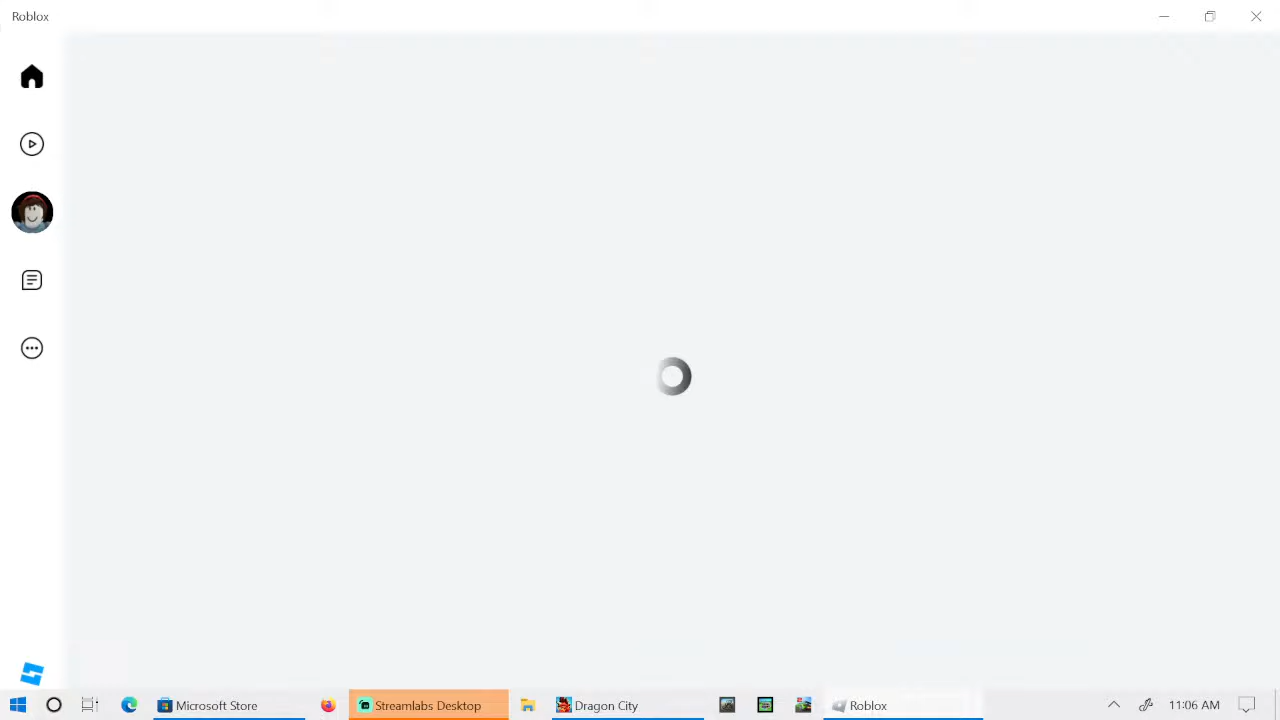 Roblox
Microsoft Store
Streamlabs Desktop
Dragon City
Roblox
11:06 AM